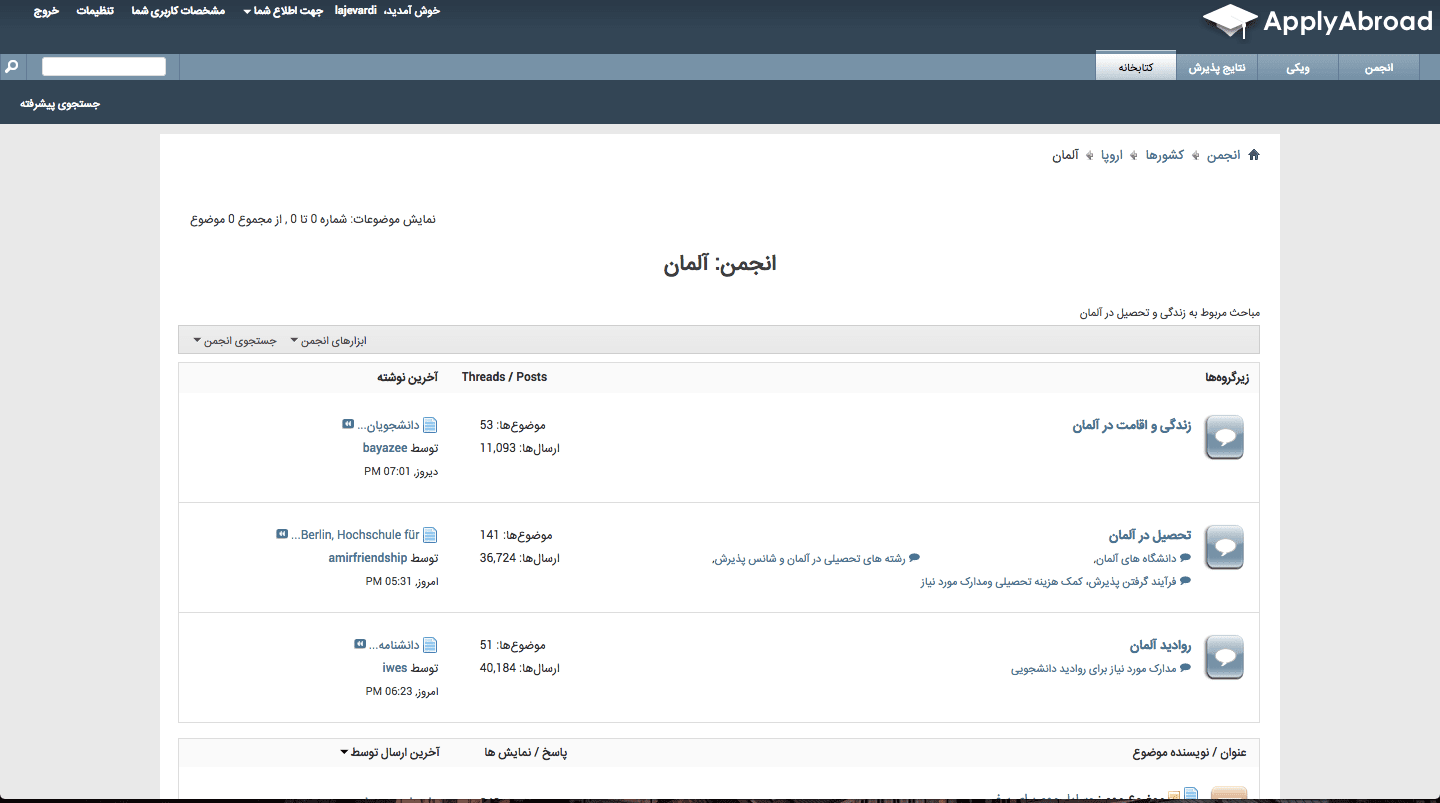 ApplyAbroad
خوش آمدید، lajevardi جهت اطلاع شما مشخصات کاربری شما تنظیمات خروج
انجمن ویکی نتایج پذیرش کتابخانه
جستجوی پیشرفته
انجمن کشورها اروپا آلمان
نمایش موضوعات: شماره 0 تا 0 , از مجموع 0 موضوع
انجمن: آلمان
مباحث مربوط به زندگی و تحصیل در آلمان
ابزارهای انجمن جستجوی انجمن
زیرگروه‌ها Threads / Posts آخرین نوشته
زندگی و اقامت در آلمان
موضوع‌ها: 53
ارسال‌ها: 11,093
دانشجویان...
توسط bayazee
دیروز, 07:01 PM
تحصیل در آلمان
دانشگاه های آلمان, رشته های تحصیلی در آلمان و شانس پذیرش,
فرآیند گرفتن پذیرش، کمک هزینه تحصیلی ومدارک مورد نیاز
موضوع‌ها: 141
ارسال‌ها: 36,724
Berlin, Hochschule für...
توسط amirfriendship
امروز, 05:31 PM
روادید آلمان
مدارک مورد نیاز برای روادید دانشجویی
موضوع‌ها: 51
ارسال‌ها: 40,184
دانشنامه...
توسط iwes
امروز, 06:23 PM
عنوان / نویسنده موضوع پاسخ / نمایش ها آخرین ارسال توسط